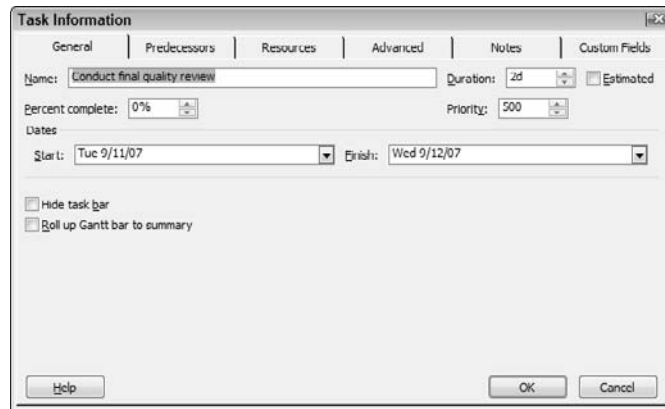 Task Information
General Predecessors Resources Advanced Notes Custom Fields
Name: Conduct final quality review Duration: 2d Estimated
Percent complete: 0% Priority: 500
Dates
Start: Tue 9/11/07 Finish: Wed 9/12/07
Hide task bar
Roll up Gantt bar to summary
Help OK Cancel